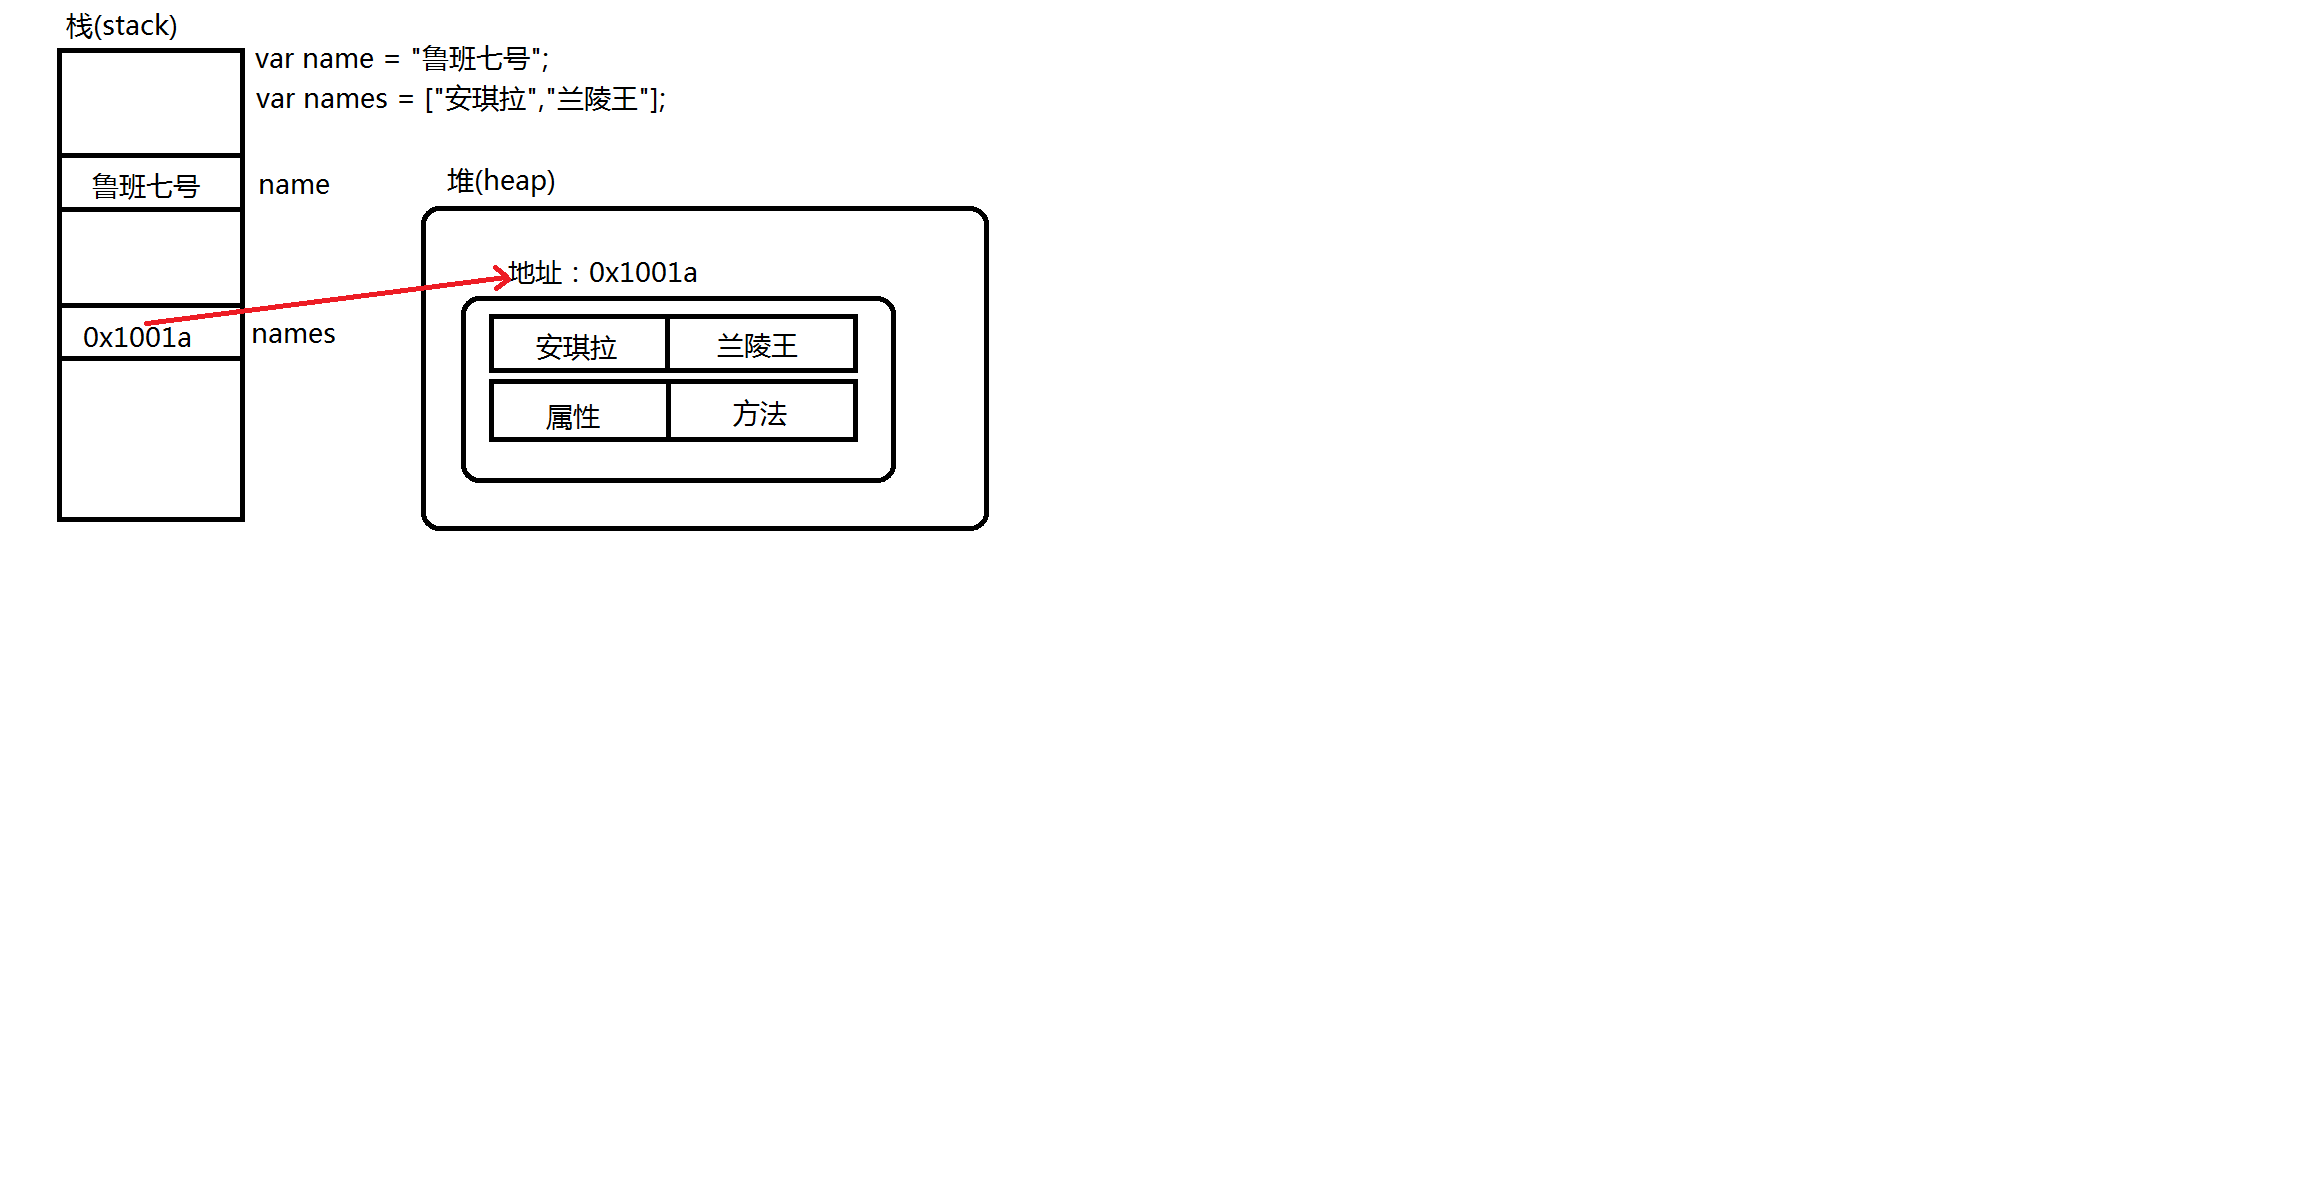 栈(stack)
var name = "鲁班七号";
var names = ["安琪拉","兰陵王"];
鲁班七号
name
堆(heap)
地址：0x1001a
0x1001a
names
安琪拉
兰陵王
属性
方法